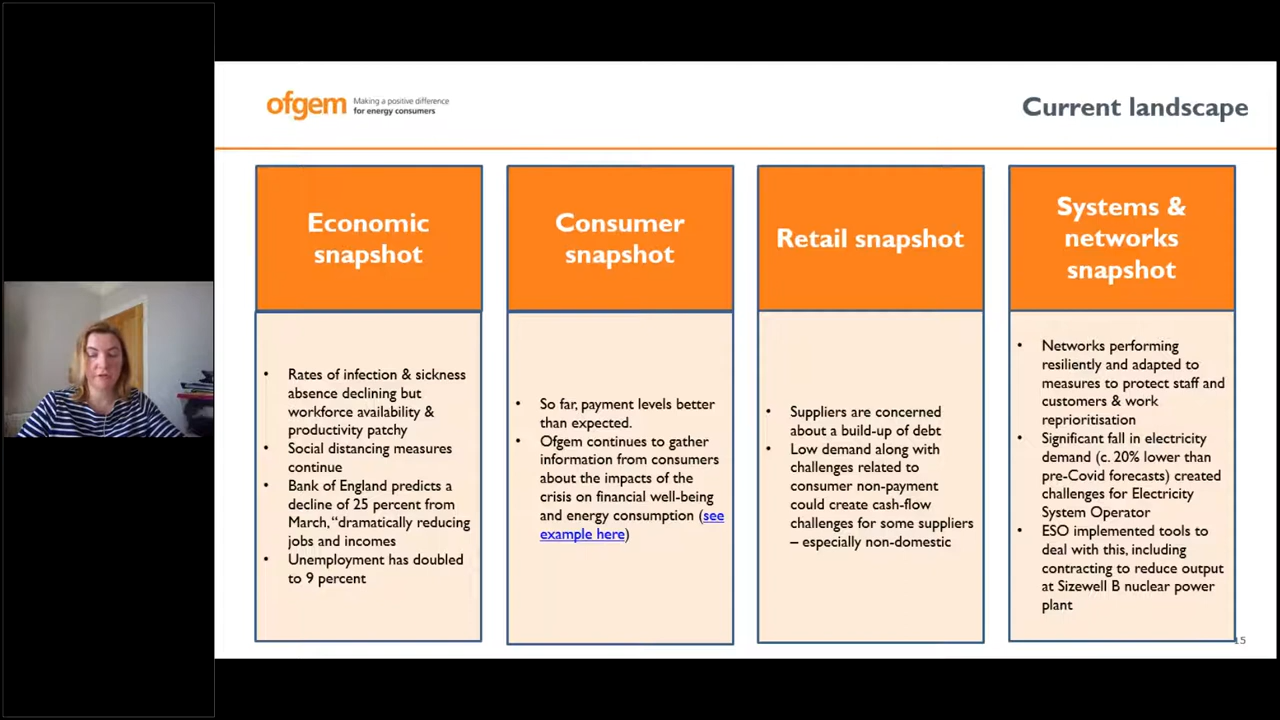 ofgem
Making a positive difference
for energy consumers
Current landscape
Economic
snapshot
• Rates of infection & sickness
absence declining but
workforce availability &
productivity patchy
• Social distancing measures
continue
• Bank of England predicts a
decline of 25 percent from
March, “dramatically reducing
jobs and incomes
• Unemployment has doubled
to 9 percent
Consumer
snapshot
• So far, payment levels better
than expected.
• Ofgem continues to gather
information from consumers
about the impacts of the
crisis on financial well-being
and energy consumption (see
example here)
Retail snapshot
• Suppliers are concerned
about a build-up of debt
• Low demand along with
challenges related to
consumer non-payment
could create cash-flow
challenges for some suppliers
– especially non-domestic
Systems &
networks
snapshot
• Networks performing
resiliently and adapted to
measures to protect staff and
customers & work
reprioritisation
• Significant fall in electricity
demand (c. 20% lower than
pre-Covid forecasts) created
challenges for Electricity
System Operator
• ESO implemented tools to
deal with this, including
contracting to reduce output
at Sizewell B nuclear power
plant
15